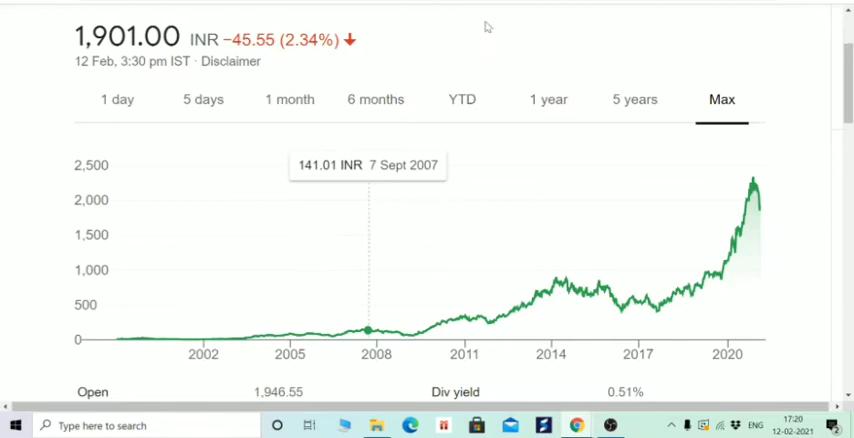 1,901.00 INR −45.55 (2.34%)
12 Feb, 3:30 pm IST · Disclaimer
1 day 5 days 1 month 6 months YTD 1 year 5 years Max
141.01 INR 7 Sept 2007
2,500
2,000
1,500
1,000
500
0
2002 2005 2008 2011 2014 2017 2020
Open 1,946.55 Div yield 0.51%
Type here to search
ENG
17:20
12-02-2021
2